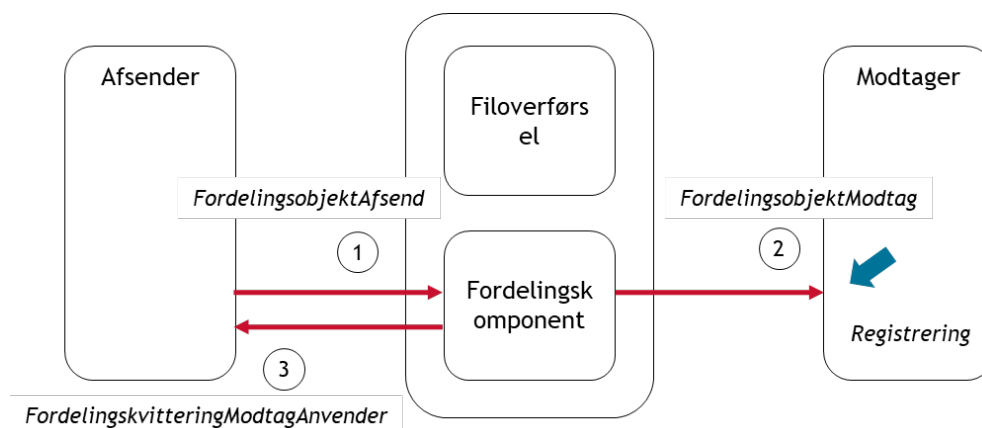 Afsender
Filoverførs
el
Modtager
FordelingsobjektAfsend
FordelingsobjektModtag
1
2
Fordelingsk
omponent
Registrering
3
FordelingskvitteringModtagAnvender